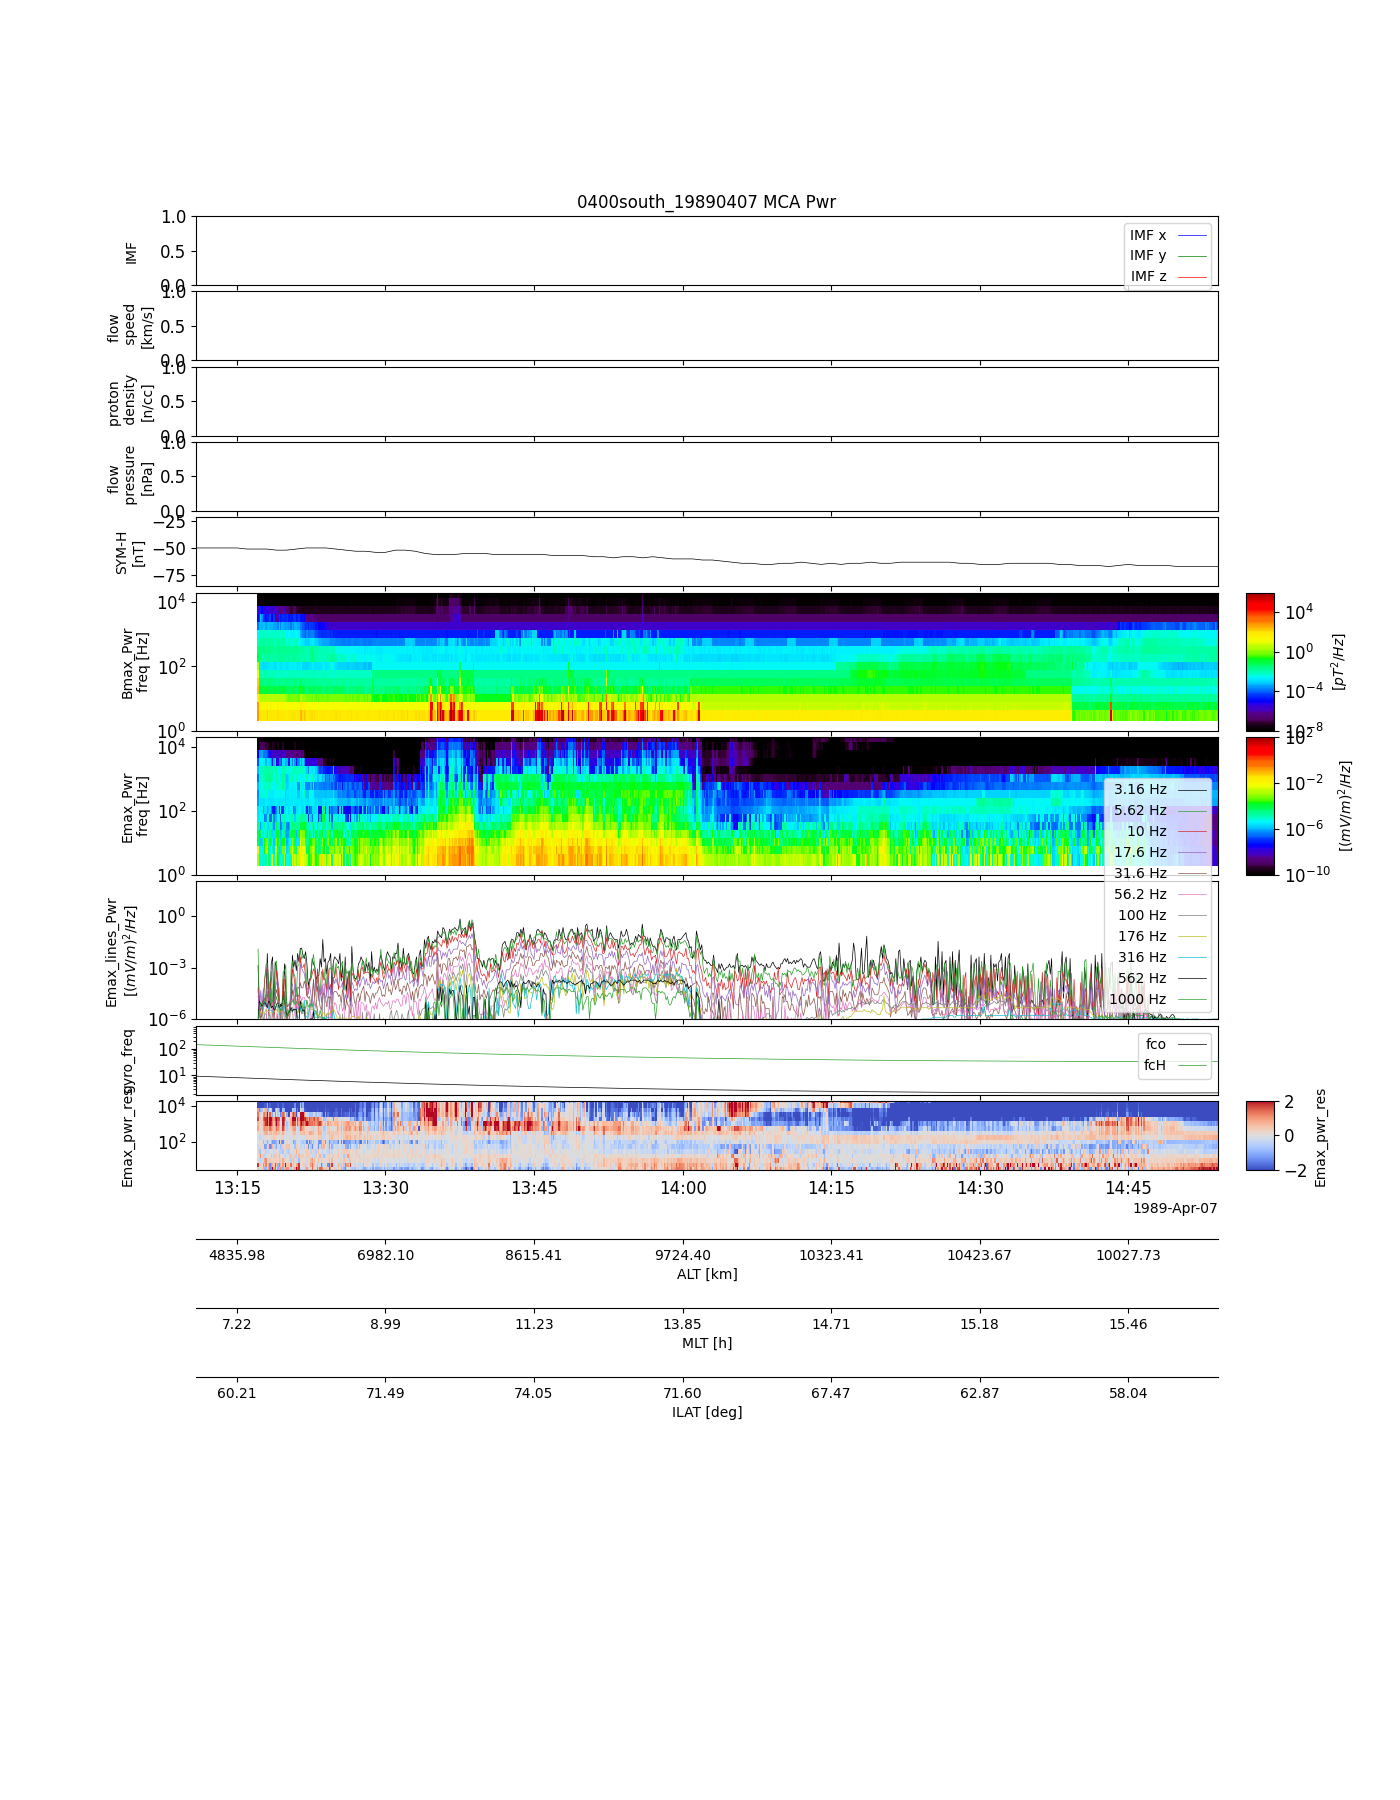 0400south_19890407 MCA Pwr
1.0
0.5
0.0
IMF
IMF x
IMF y
IMF z
1.0
0.5
0.0
flow
speed
[km/s]
1.0
0.5
0.0
proton
density
[n/cc]
1.0
0.5
0.0
flow
pressure
[nPa]
−25
−50
−75
SYM-H
[nT]
10^4
10^2
10^0
Bmax_Pwr
freq [Hz]
10^4
10^0
10^−4
10^−8
[pT^2/Hz]
10^4
10^2
10^0
Emax_Pwr
freq [Hz]
10^2
10^−2
10^−6
10^−10
[(mV/m)^2/Hz]
3.16 Hz
5.62 Hz
10 Hz
17.6 Hz
31.6 Hz
56.2 Hz
100 Hz
176 Hz
316 Hz
562 Hz
1000 Hz
10^0
10^−3
10^−6
Emax_lines_Pwr
[(mV/m)^2/Hz]
10^2
10^1
gyro_freq
fco
fcH
10^4
10^2
Emax_pwr_res
2
0
−2
Emax_pwr_res
13:15 13:30 13:45 14:00 14:15 14:30 14:45
1989-Apr-07
4835.98 6982.10 8615.41 9724.40 10323.41 10423.67 10027.73
ALT [km]
7.22 8.99 11.23 13.85 14.71 15.18 15.46
MLT [h]
60.21 71.49 74.05 71.60 67.47 62.87 58.04
ILAT [deg]